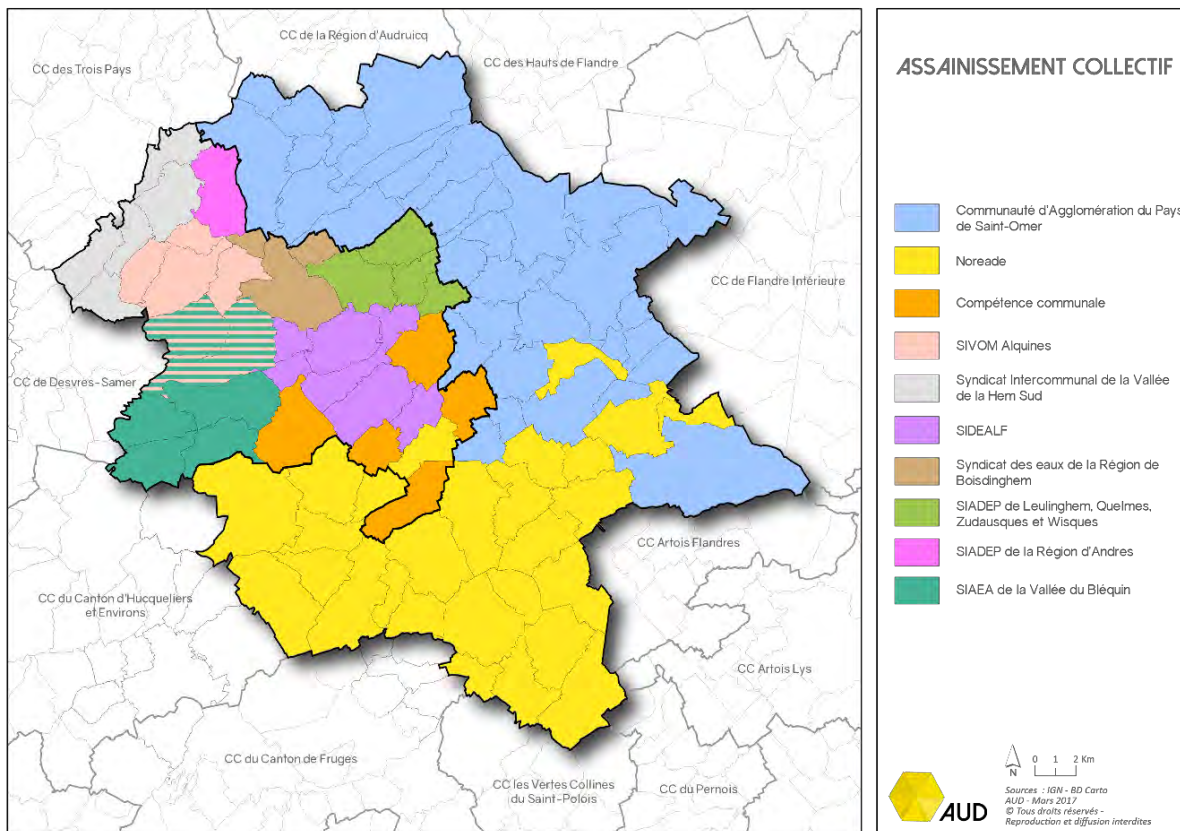 CC de la Région d'Audruicq
CC des Hauts de Flandre
CC des Trois Pays
CC de Flandre Intérieure
CC de Desvres-Samer
CC Artois Flandres
CC du Canton d'Hucqueliers
et Environs
CC Artois Lys
CC du Canton de Fruges
CC les Vertes Collines
du Saint-Polois
CC du Pernois
ASSAINISSEMENT COLLECTIF
Communauté d'Agglomération du Pays
de Saint-Omer
Noreade
Compétence communale
SIVOM Alquines
Syndicat Intercommunal de la Vallée
de la Hem Sud
SIDEALF
Syndicat des eaux de la Région de
Boisdinghem
SIADEP de Leulinghem, Quelmes,
Zudausques et Wisques
SIADEP de la Région d'Andres
SIAEA de la Vallée du Bléquin
N
0 1 2 Km
AUD
Sources : IGN - BD Carto
AUD - Mars 2017
© Tous droits réservés -
Reproduction et diffusion interdites